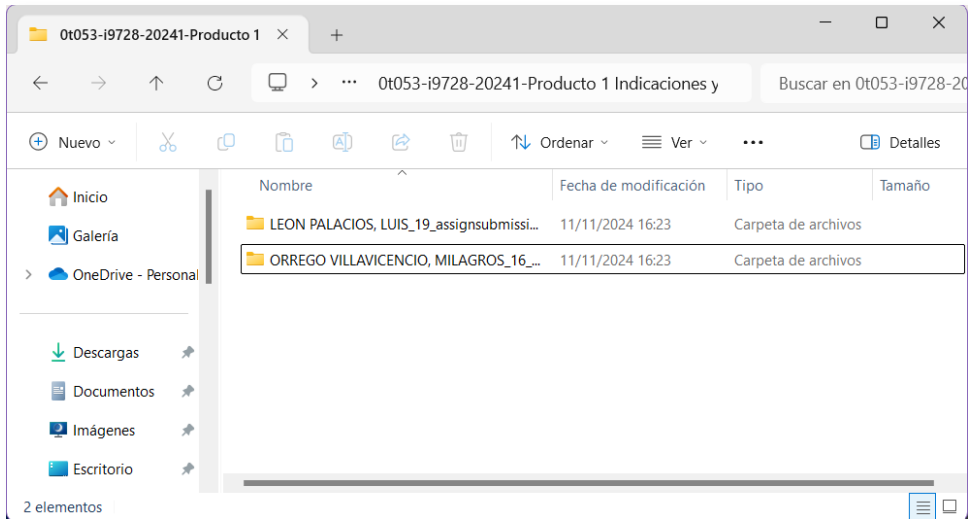 0t053-i9728-20241-Producto 1
0t053-i9728-20241-Producto 1 Indicaciones y
Buscar en 0t053-i9728-20
Nuevo
Ordenar
Ver
Detalles
Nombre
Fecha de modificación
Tipo
Tamaño
Inicio
Galería
OneDrive - Personal
Descargas
Documentos
Imágenes
Escritorio
LEON PALACIOS, LUIS_19_assignsubmissi... 11/11/2024 16:23 Carpeta de archivos
ORREGO VILLAVICENCIO, MILAGROS_16_... 11/11/2024 16:23 Carpeta de archivos
2 elementos